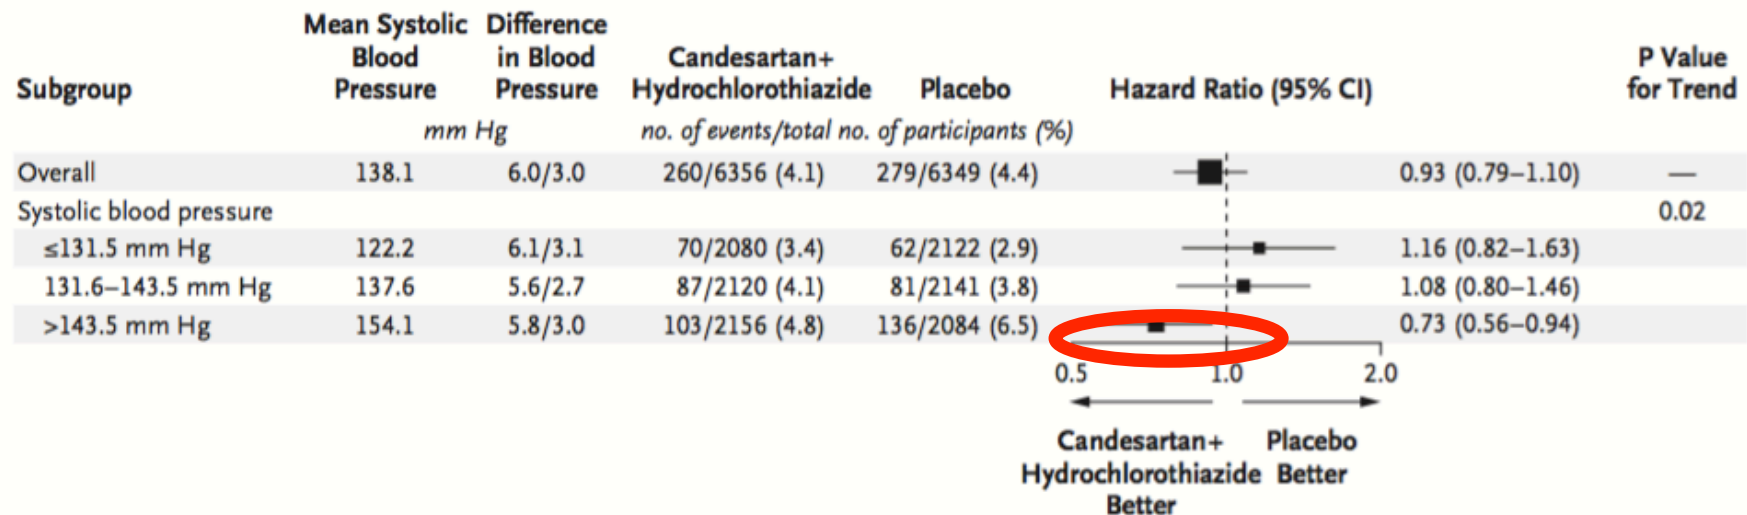 Mean Systolic Difference
Blood in Blood Candesartan+ P Value
Subgroup Pressure Pressure Hydrochlorothiazide Placebo Hazard Ratio (95% CI) for Trend
mm Hg no. of events/total no. of participants (%)
Overall 138.1 6.0/3.0 260/6356 (4.1) 279/6349 (4.4) 0.93 (0.79–1.10) —
Systolic blood pressure 0.02
≤131.5 mm Hg 122.2 6.1/3.1 70/2080 (3.4) 62/2122 (2.9) 1.16 (0.82–1.63)
131.6–143.5 mm Hg 137.6 5.6/2.7 87/2120 (4.1) 81/2141 (3.8) 1.08 (0.80–1.46)
>143.5 mm Hg 154.1 5.8/3.0 103/2156 (4.8) 136/2084 (6.5) 0.73 (0.56–0.94)
0.5 1.0 2.0
Candesartan+ Placebo
Hydrochlorothiazide Better
Better